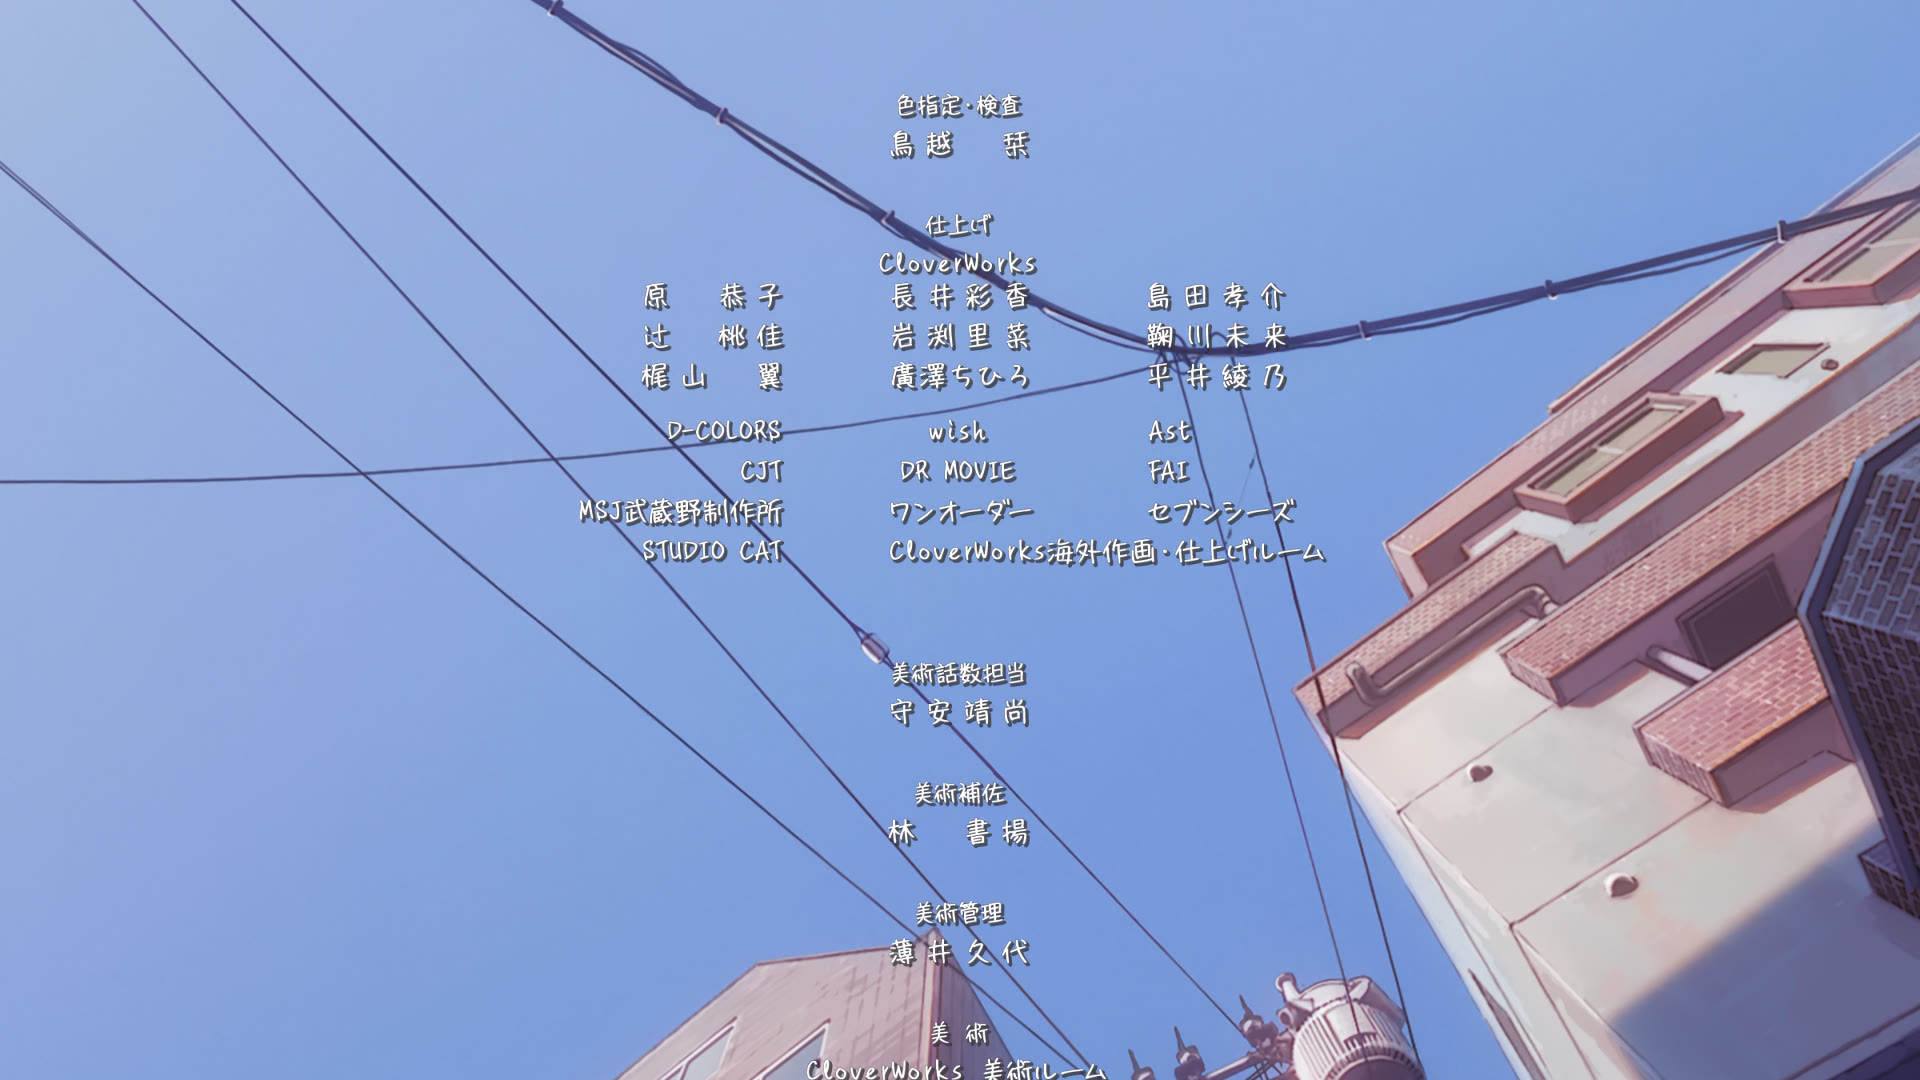 色指定・検査
鳥越 栞
仕上げ
CloverWorks
原 恭子 長井彩香 島田孝介
辻 桃佳 岩渕里菜 鞠川未来
梶山 翼 廣澤ちひろ 平井綾乃
D-COLORS wish Ast
CJT DR MOVIE FAI
MSJ武蔵野制作所 ワンオーダー セブンシーズ
STUDIO CAT CloverWorks海外作画・仕上げルーム
美術話数担当
守安靖尚
美術補佐
林 書揚
美術管理
薄井久代
美術
CloverWorks 美術ルーム